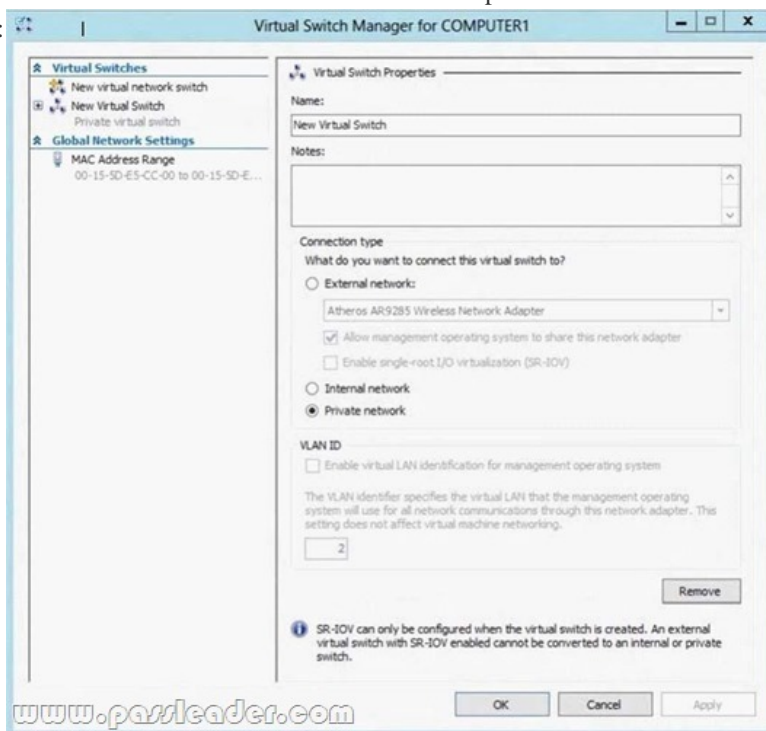 :
Virtual Switch Manager for COMPUTER1
Virtual Switches
New virtual network switch
New Virtual Switch
Private virtual switch
Global Network Settings
MAC Address Range
00-15-5D-E5-CC-00 to 00-15-5D-E...
Virtual Switch Properties
Name:
New Virtual Switch
Notes:
Connection type
What do you want to connect this virtual switch to?
External network:
Atheros AR9285 Wireless Network Adapter
Allow management operating system to share this network adapter
Enable single-root I/O virtualization (SR-IOV)
Internal network
Private network
VLAN ID
Enable virtual LAN identification for management operating system
The VLAN identifier specifies the virtual LAN that the management operating
system will use for all network communications through this network adapter. This
setting does not affect virtual machine networking.
2
Remove
SR-IOV can only be configured when the virtual switch is created. An external
virtual switch with SR-IOV enabled cannot be converted to an internal or private
switch.
OK
Cancel
Apply
www.passleader.com